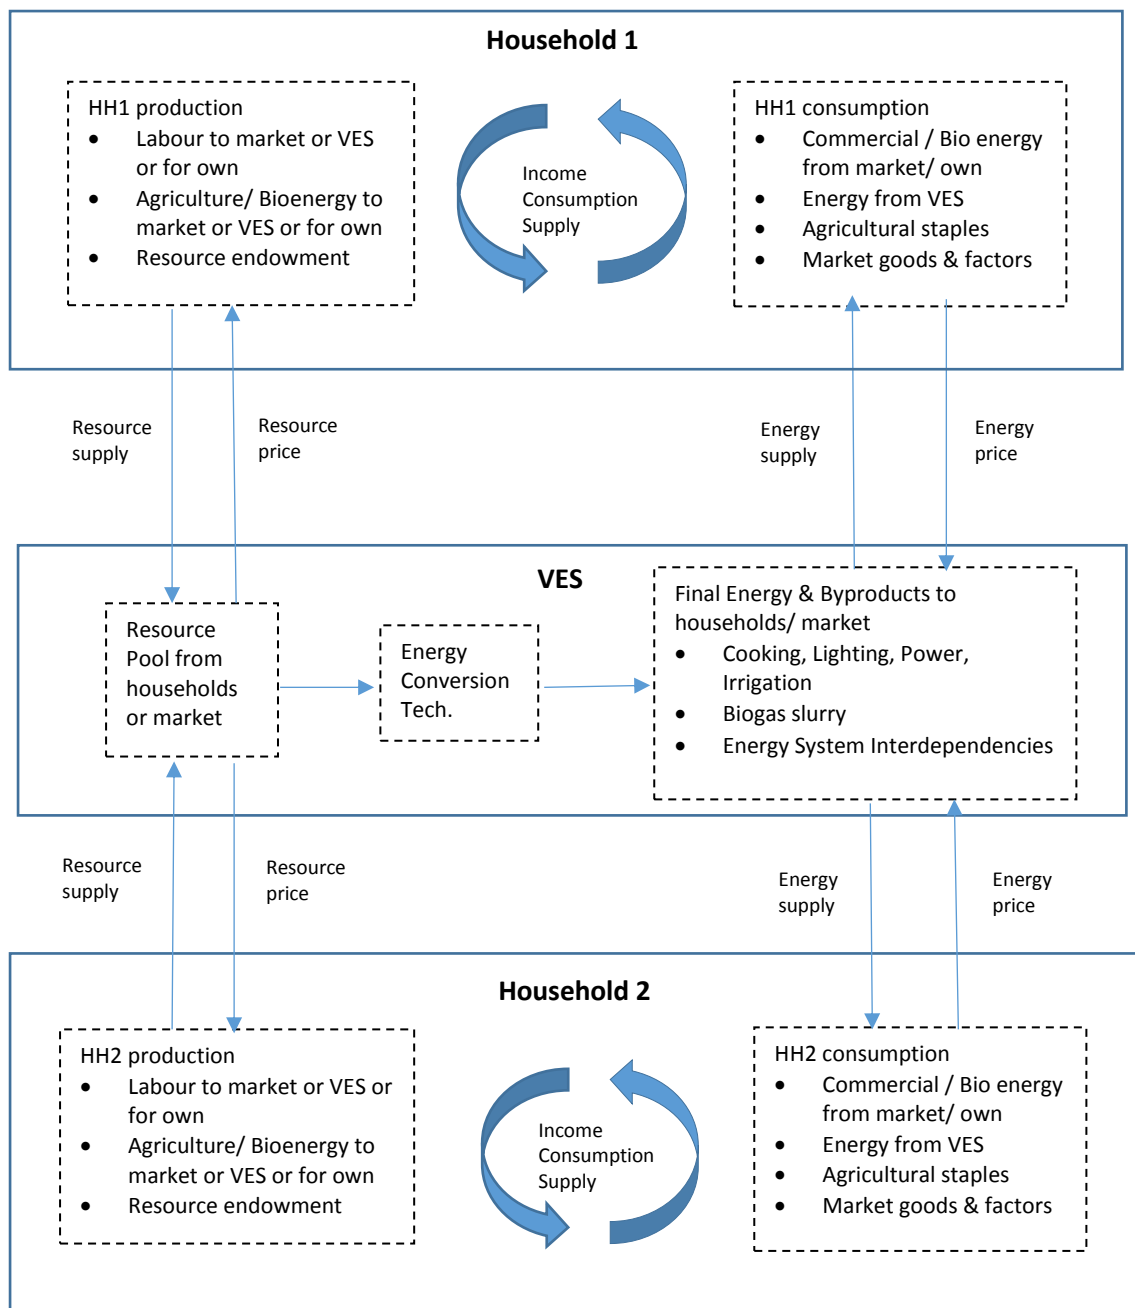 Household 1
HH1 production
• Labour to market or VES
or for own
• Agriculture/ Bioenergy to
market or VES or for own
• Resource endowment
Income
Consumption
Supply
HH1 consumption
• Commercial / Bio energy
from market/ own
• Energy from VES
• Agricultural staples
• Market goods & factors
Resource
supply
Resource
price
Energy
supply
Energy
price
VES
Resource
Pool from
households
or market
Energy
Conversion
Tech.
Final Energy & Byproducts to
households/ market
• Cooking, Lighting, Power,
Irrigation
• Biogas slurry
• Energy System Interdependencies
Resource
supply
Resource
price
Energy
supply
Energy
price
Household 2
HH2 production
• Labour to market or VES or
for own
• Agriculture/ Bioenergy to
market or VES or for own
• Resource endowment
Income
Consumption
Supply
HH2 consumption
• Commercial / Bio energy
from market/ own
• Energy from VES
• Agricultural staples
• Market goods & factors